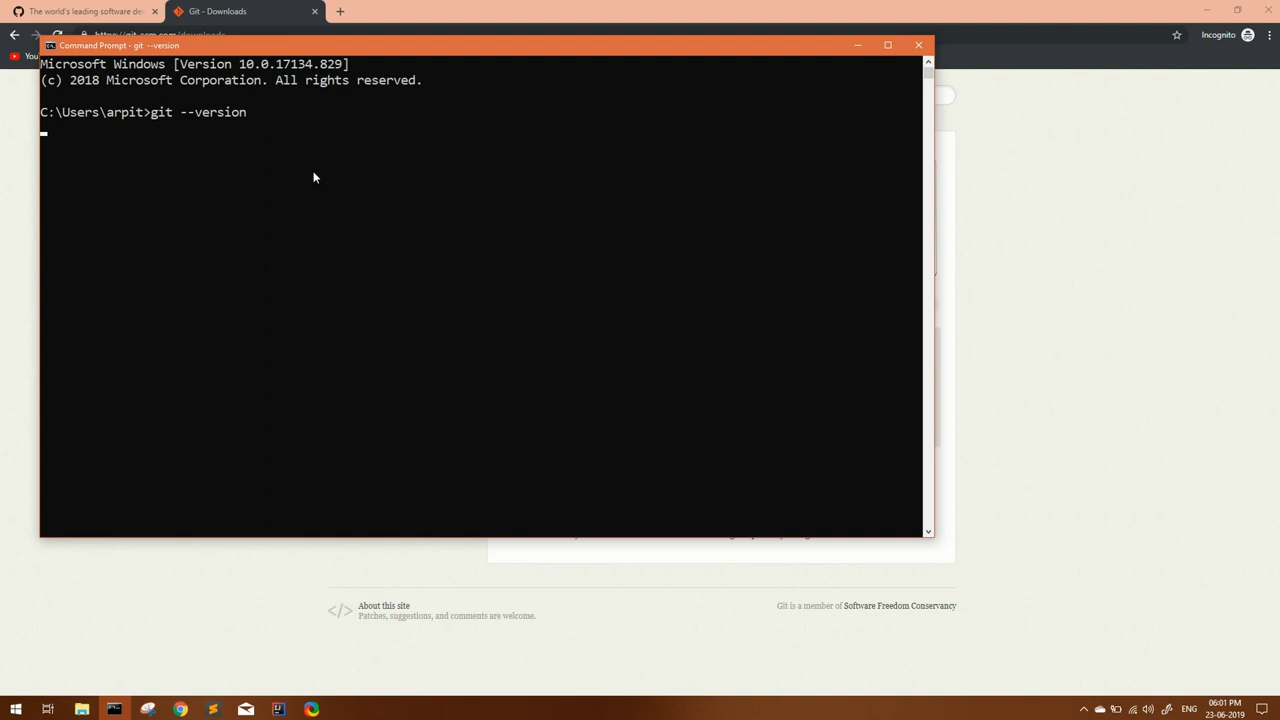 The world's leading software de
Git - Downloads
Incognito
You
Command Prompt - git --version
Microsoft Windows [Version 10.0.17134.829]
(c) 2018 Microsoft Corporation. All rights reserved.
C:\Users\arpit>git --version
</> About this site
Patches, suggestions, and comments are welcome.
Git is a member of Software Freedom Conservancy
ENG
06:01 PM
23-06-2019